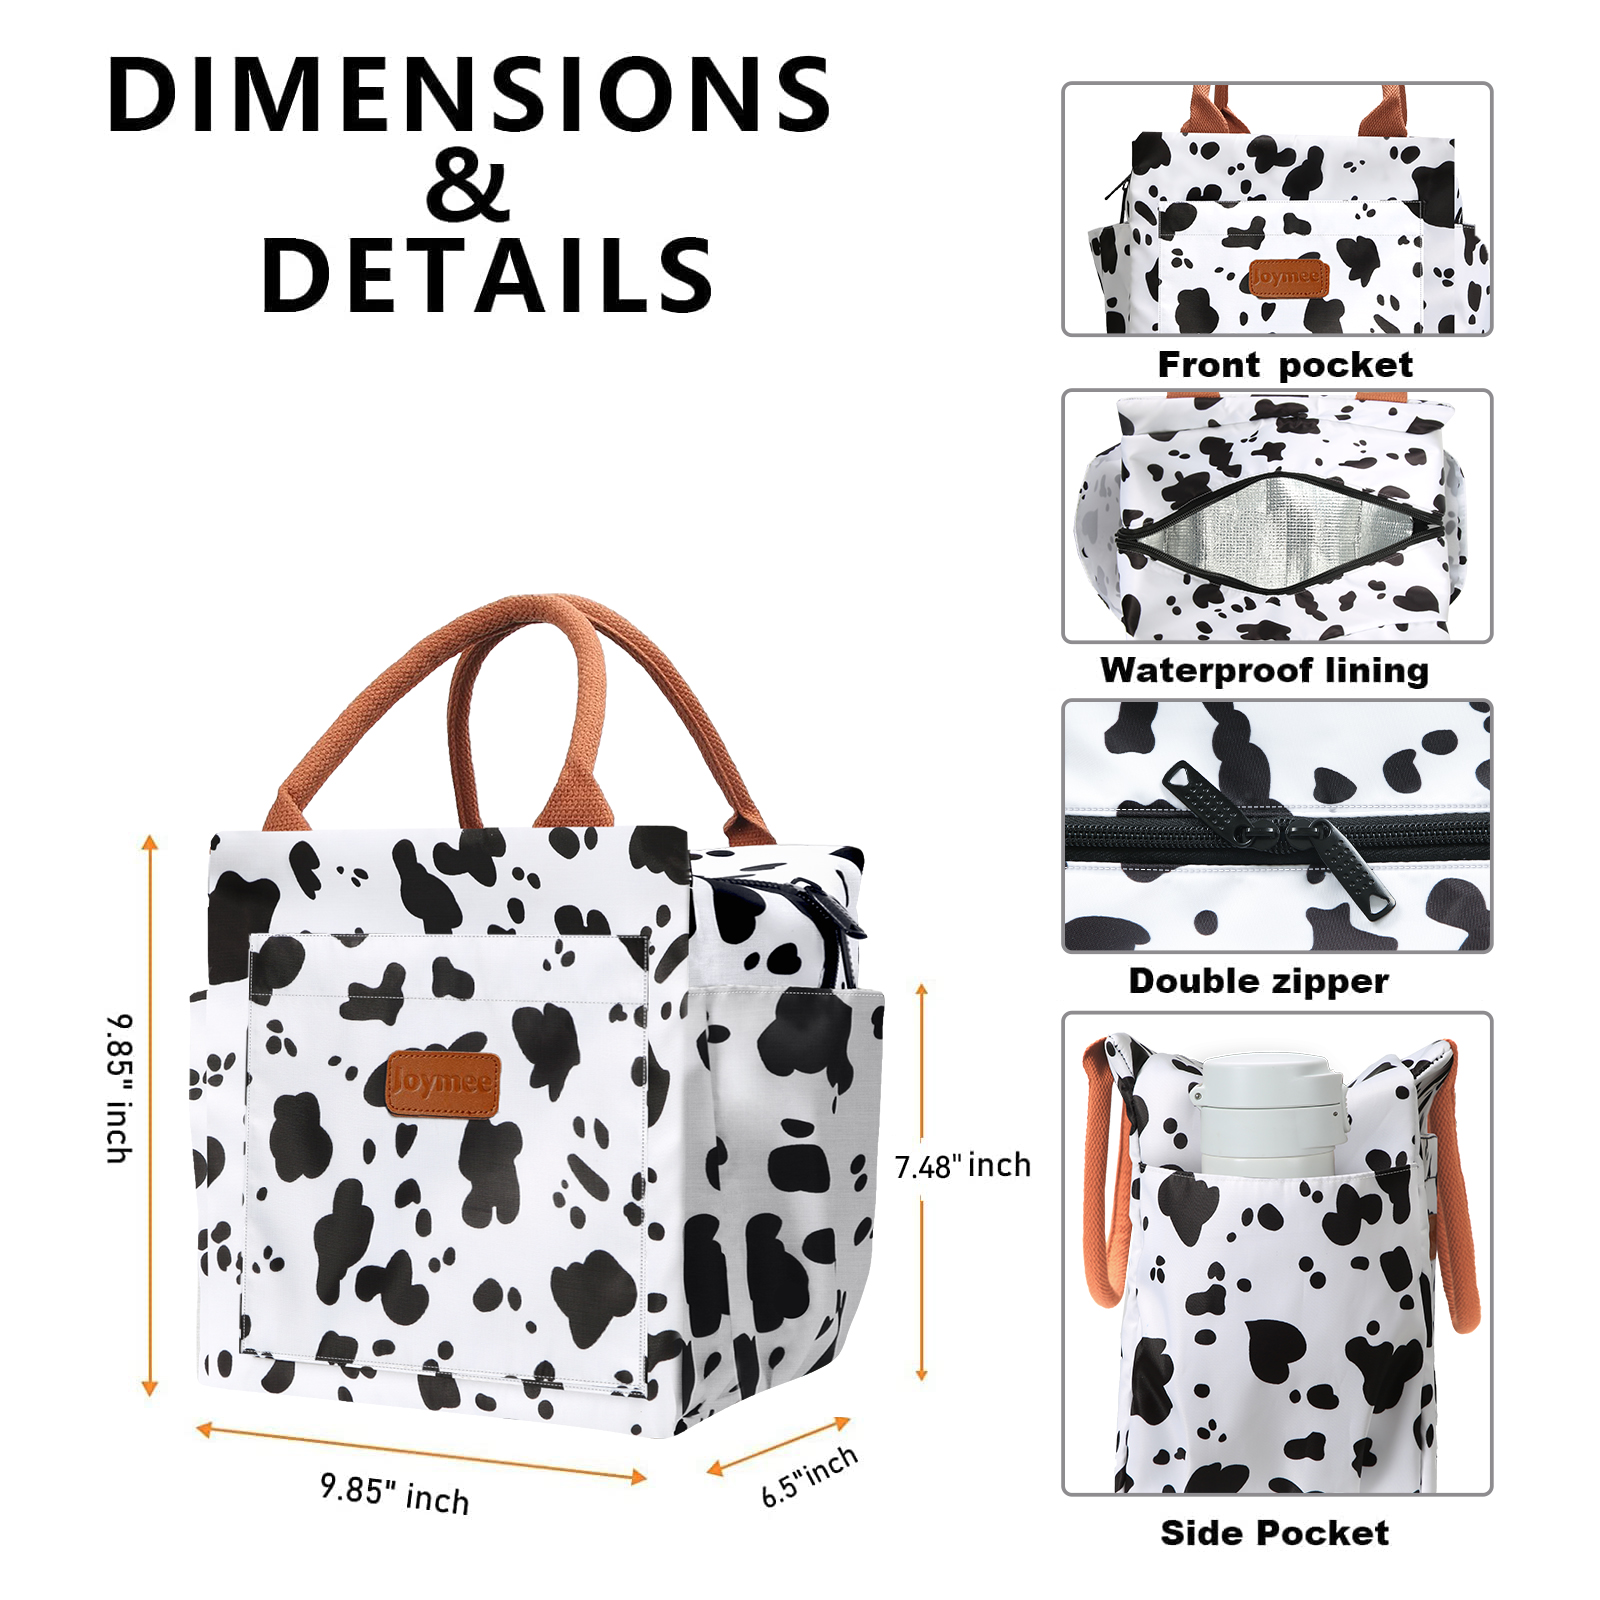 DIMENSIONS
&
DETAILS
Joymee
Front pocket
Waterproof lining
Double zipper
Joymee
9.85" inch
7.48" inch
9.85" inch
6.5"inch
Side Pocket